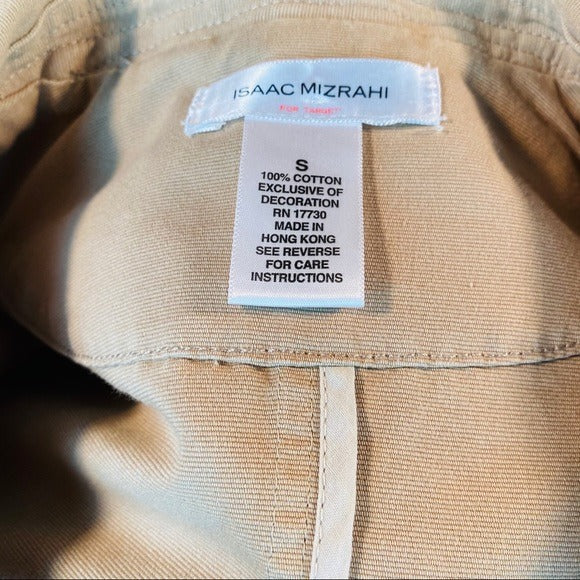 ISAAC MIZRAHI
FOR TARGET
S
100% COTTON
EXCLUSIVE OF
DECORATION
RN 17730
MADE IN
HONG KONG
SEE REVERSE
FOR CARE
INSTRUCTIONS